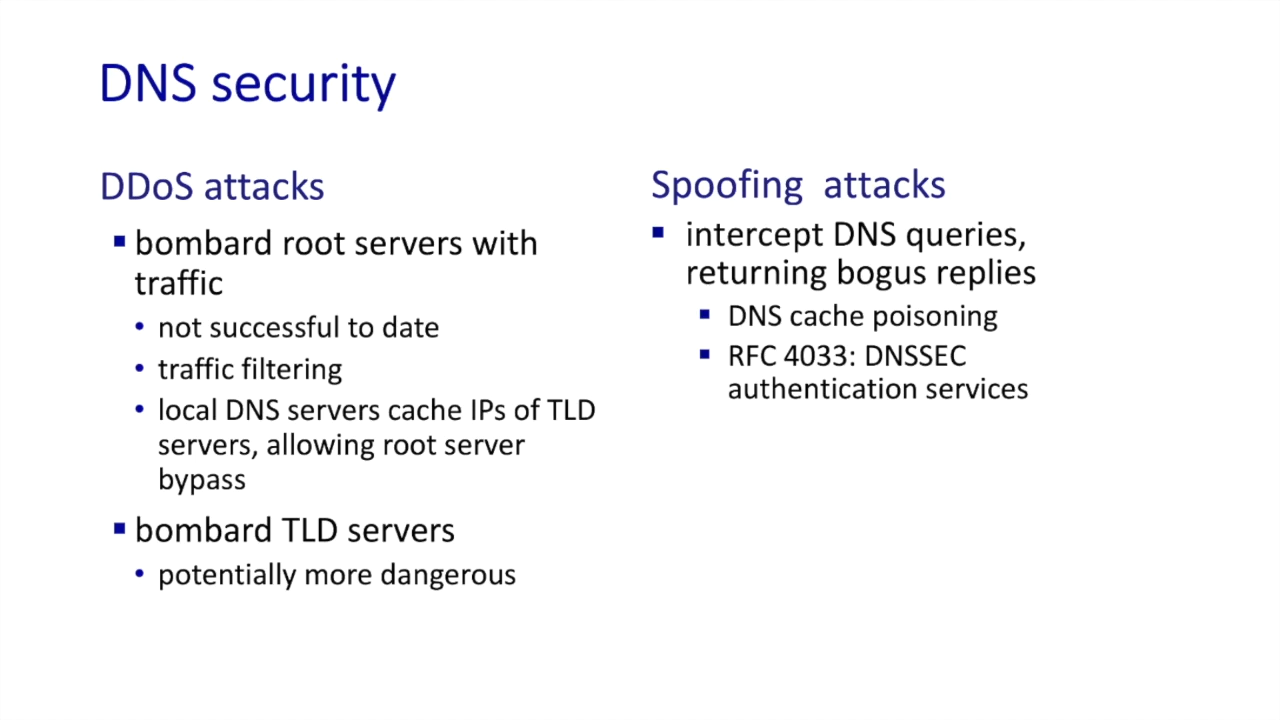 DNS security
DDoS attacks
bombard root servers with
traffic
not successful to date
traffic filtering
local DNS servers cache IPs of TLD
servers, allowing root server
bypass
bombard TLD servers
potentially more dangerous
Spoofing attacks
intercept DNS queries,
returning bogus replies
DNS cache poisoning
RFC 4033: DNSSEC
authentication services